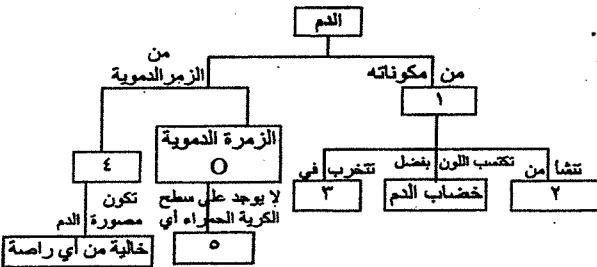 الدم
من
الزمر الدموية
من مكوناته
١
الزمرة الدموية
O
٤
تنشأ من
تكتسب اللون بفضل
تتخرب في
٢
خضاب الدم
٣
تكون
مصورة الدم
لا يوجد على سطح
الكرية الحمراء أي
خالية من أي راصة
٥